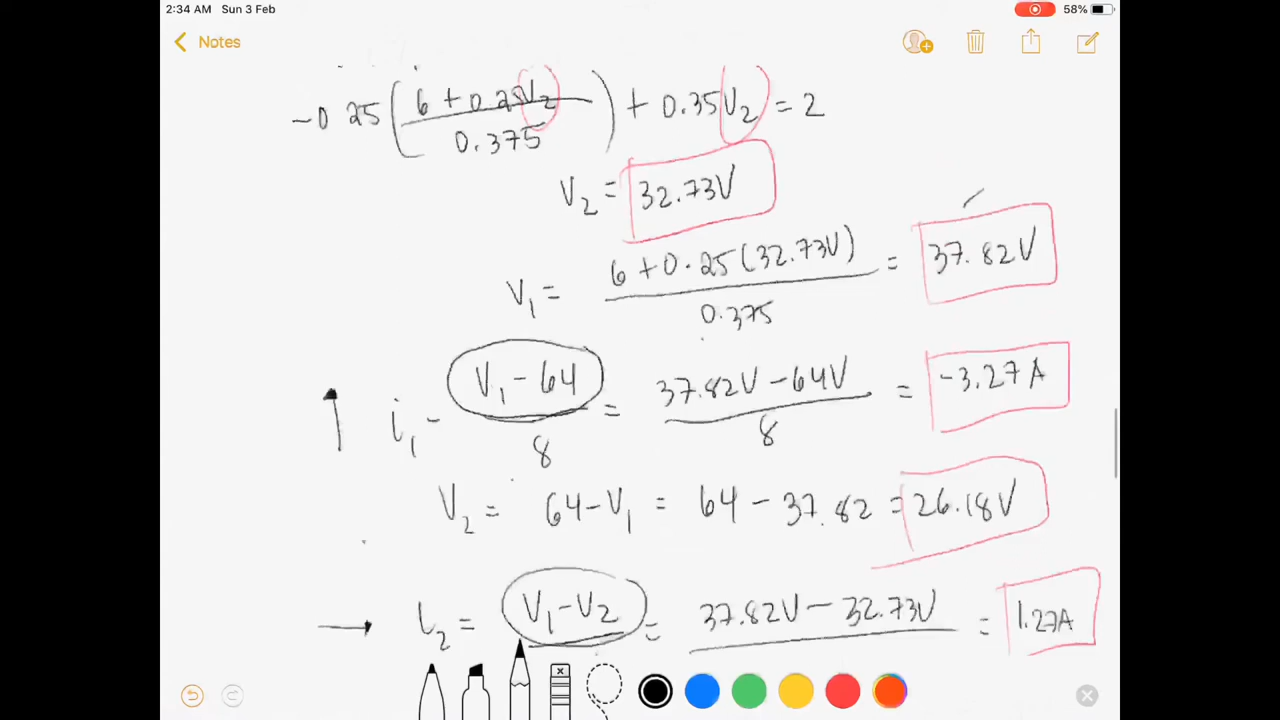 2:34 AM Sun 3 Feb 58%
Notes
-0.25 ( (6 + 0.25V₂) / 0.375 ) + 0.35V₂ = 2
V₂ = 32.73V
V₁ = (6 + 0.25(32.73V)) / 0.375 = 37.82V
↑ i₁ - (V₁ - 64) / 8 = (37.82V - 64V) / 8 = -3.27A
V₂ = 64 - V₁ = 64 - 37.82 = 26.18V
→ i₂ = V₁ - V₂ = 37.82V - 32.73V = 1.27A